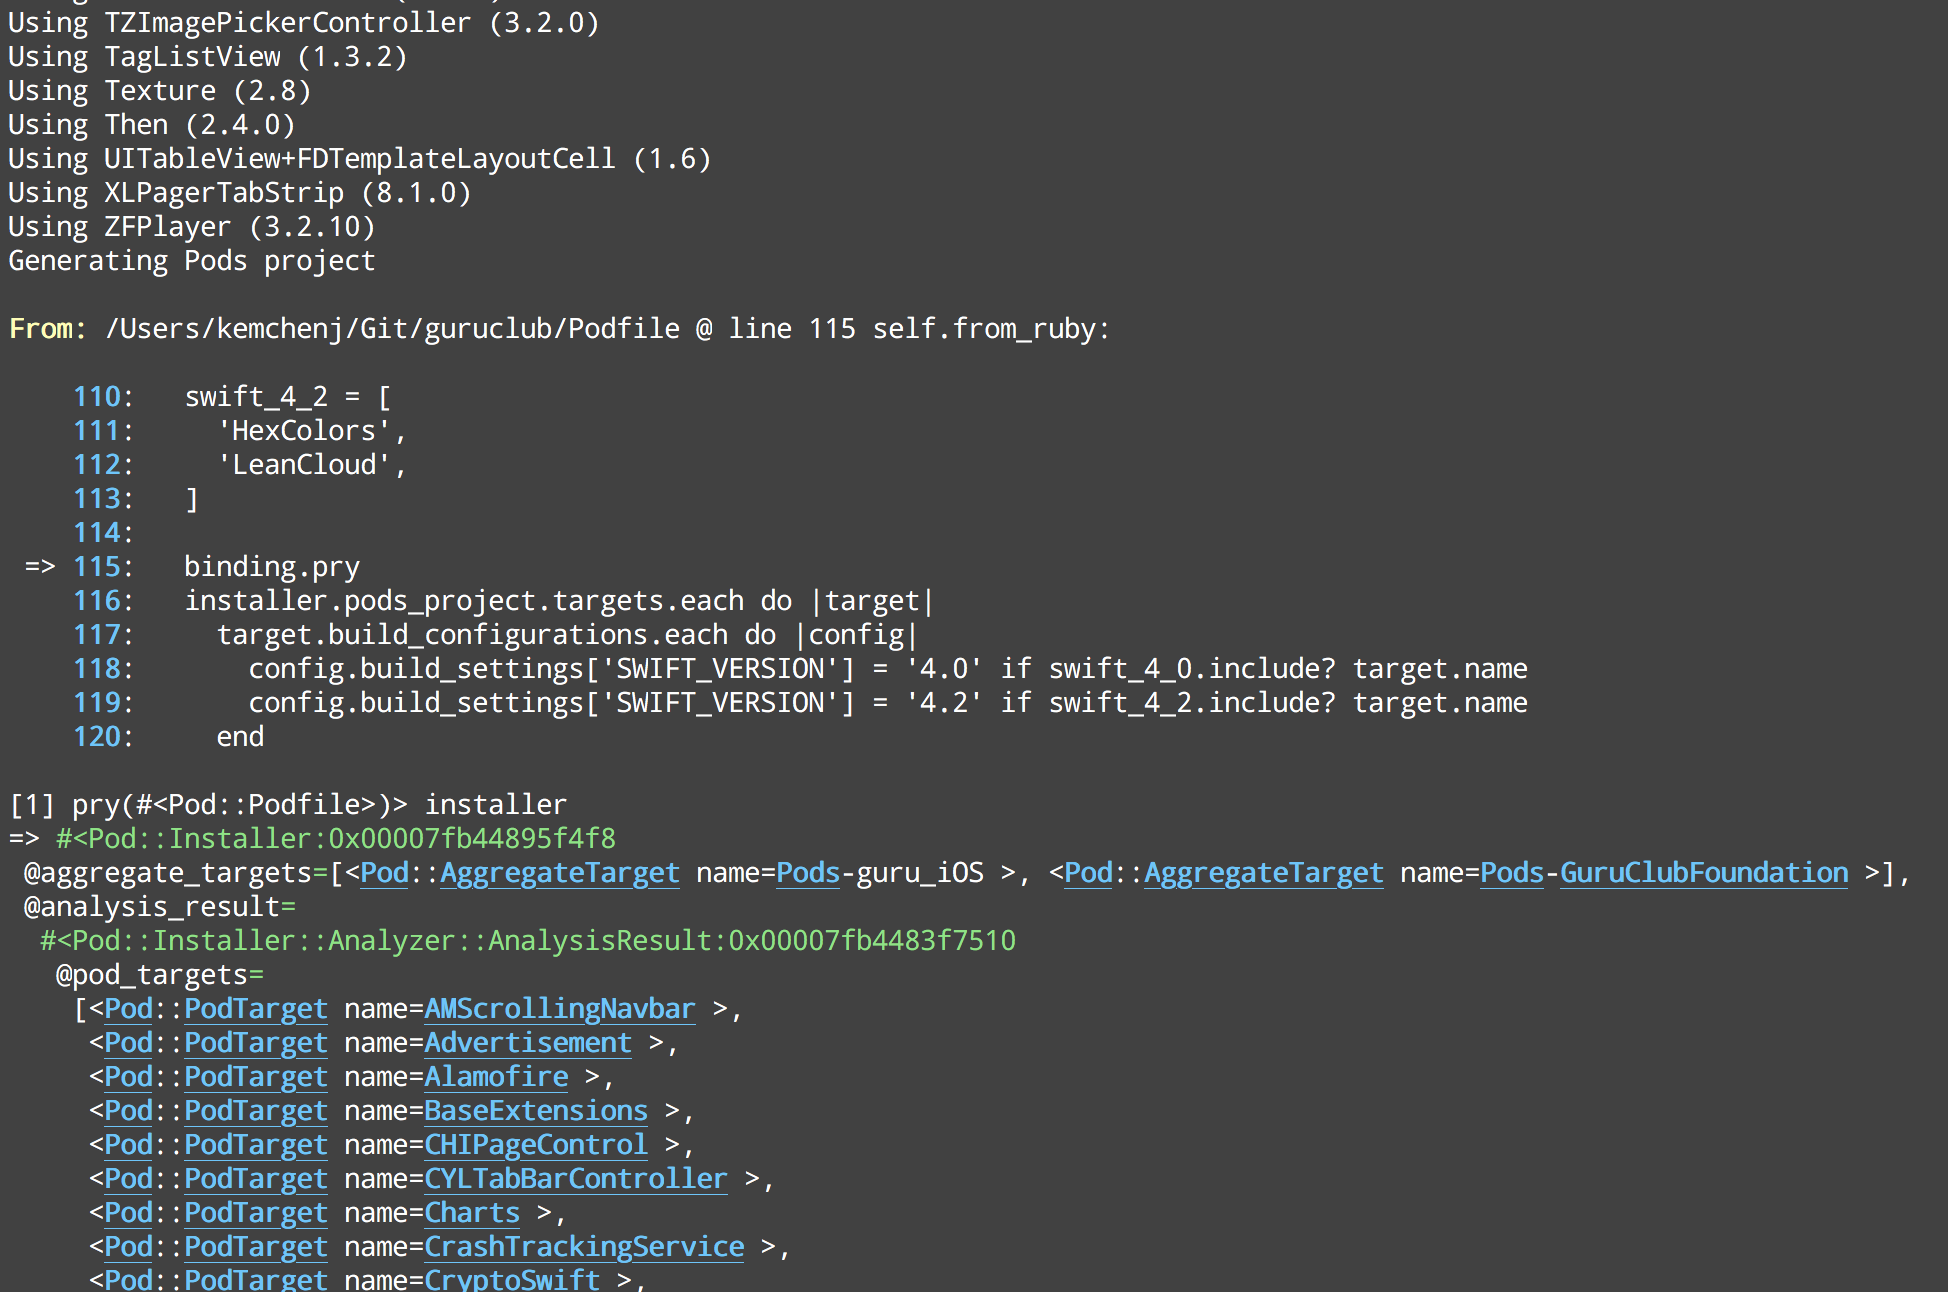 Using TZImagePickerController (3.2.0)
Using TagListView (1.3.2)
Using Texture (2.8)
Using Then (2.4.0)
Using UITableView+FDTemplateLayoutCell (1.6)
Using XLPagerTabStrip (8.1.0)
Using ZFPlayer (3.2.10)
Generating Pods project

From: /Users/kemchenj/Git/guruclub/Podfile @ line 115 self.from_ruby:

    110:   swift_4_2 = [
    111:     'HexColors',
    112:     'LeanCloud',
    113:   ]
    114:
 => 115:   binding.pry
    116:   installer.pods_project.targets.each do |target|
    117:     target.build_configurations.each do |config|
    118:       config.build_settings['SWIFT_VERSION'] = '4.0' if swift_4_0.include? target.name
    119:       config.build_settings['SWIFT_VERSION'] = '4.2' if swift_4_2.include? target.name
    120:     end

[1] pry(#<Pod::Podfile>)> installer
=> #<Pod::Installer:0x00007fb44895f4f8
 @aggregate_targets=[<Pod::AggregateTarget name=Pods-guru_iOS >, <Pod::AggregateTarget name=Pods-GuruClubFoundation >],
 @analysis_result=
  #<Pod::Installer::Analyzer::AnalysisResult:0x00007fb4483f7510
   @pod_targets=
    [<Pod::PodTarget name=AMScrollingNavbar >,
     <Pod::PodTarget name=Advertisement >,
     <Pod::PodTarget name=Alamofire >,
     <Pod::PodTarget name=BaseExtensions >,
     <Pod::PodTarget name=CHIPageControl >,
     <Pod::PodTarget name=CYLTabBarController >,
     <Pod::PodTarget name=Charts >,
     <Pod::PodTarget name=CrashTrackingService >,
     <Pod::PodTarget name=CryptoSwift >,